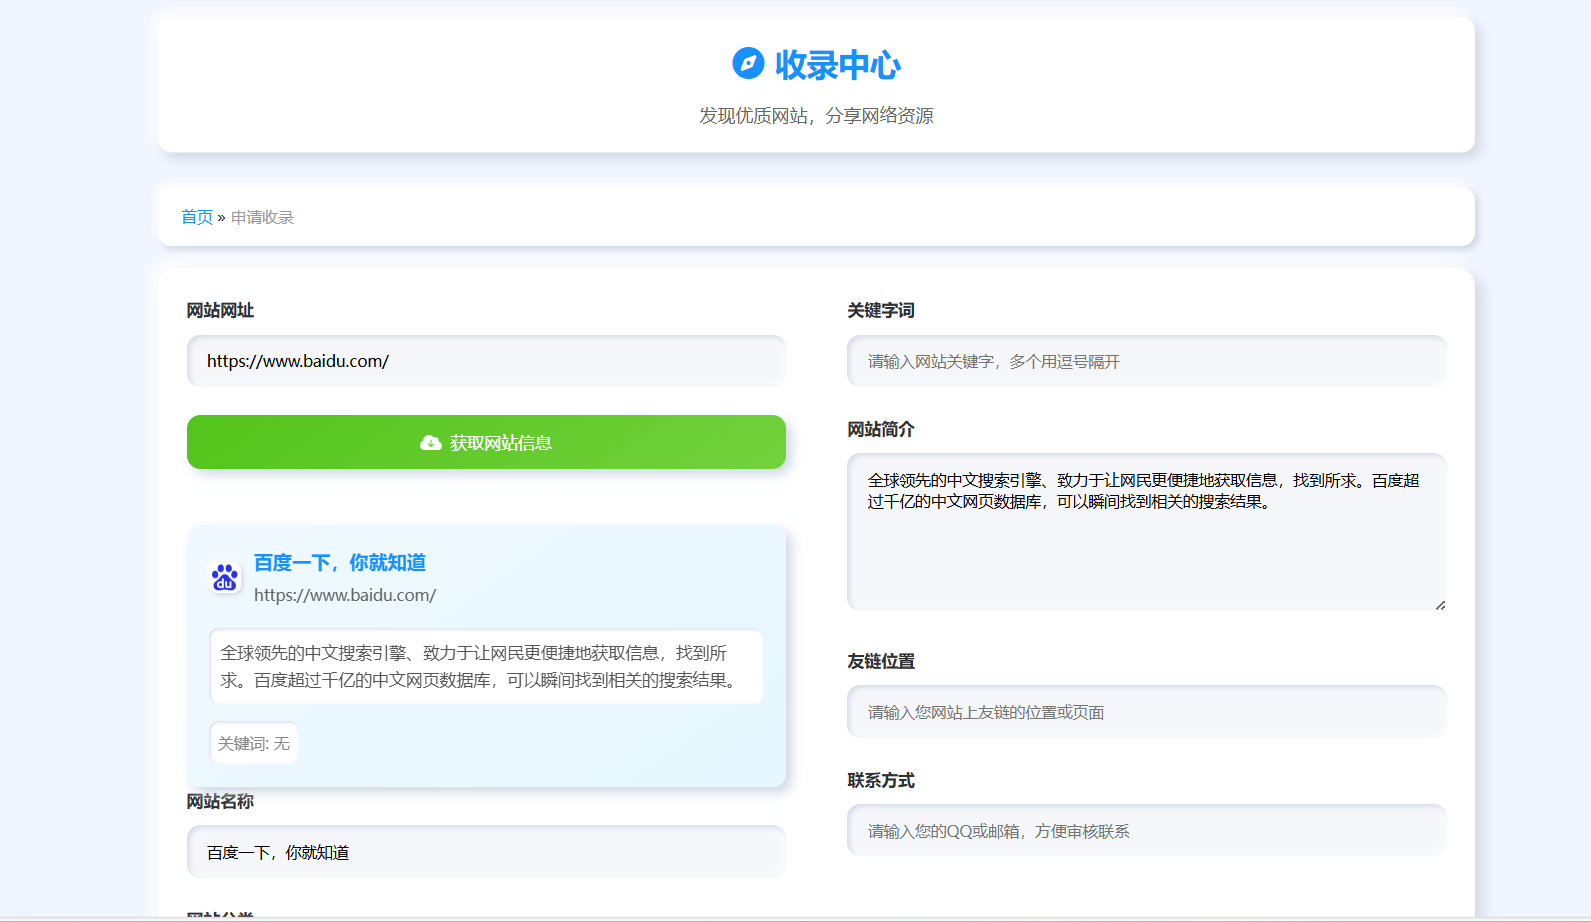 收录中心
发现优质网站，分享网络资源
首页 » 申请收录
网站网址
https://www.baidu.com/
获取网站信息
du
百度一下，你就知道
https://www.baidu.com/
全球领先的中文搜索引擎、致力于让网民更便捷地获取信息，找到所
求。百度超过千亿的中文网页数据库，可以瞬间找到相关的搜索结果。
关键词: 无
网站名称
百度一下，你就知道
网站分类
关键字词
请输入网站关键字，多个用逗号隔开
网站简介
全球领先的中文搜索引擎、致力于让网民更便捷地获取信息，找到所求。百度超
过千亿的中文网页数据库，可以瞬间找到相关的搜索结果。
友链位置
请输入您网站上友链的位置或页面
联系方式
请输入您的QQ或邮箱，方便审核联系